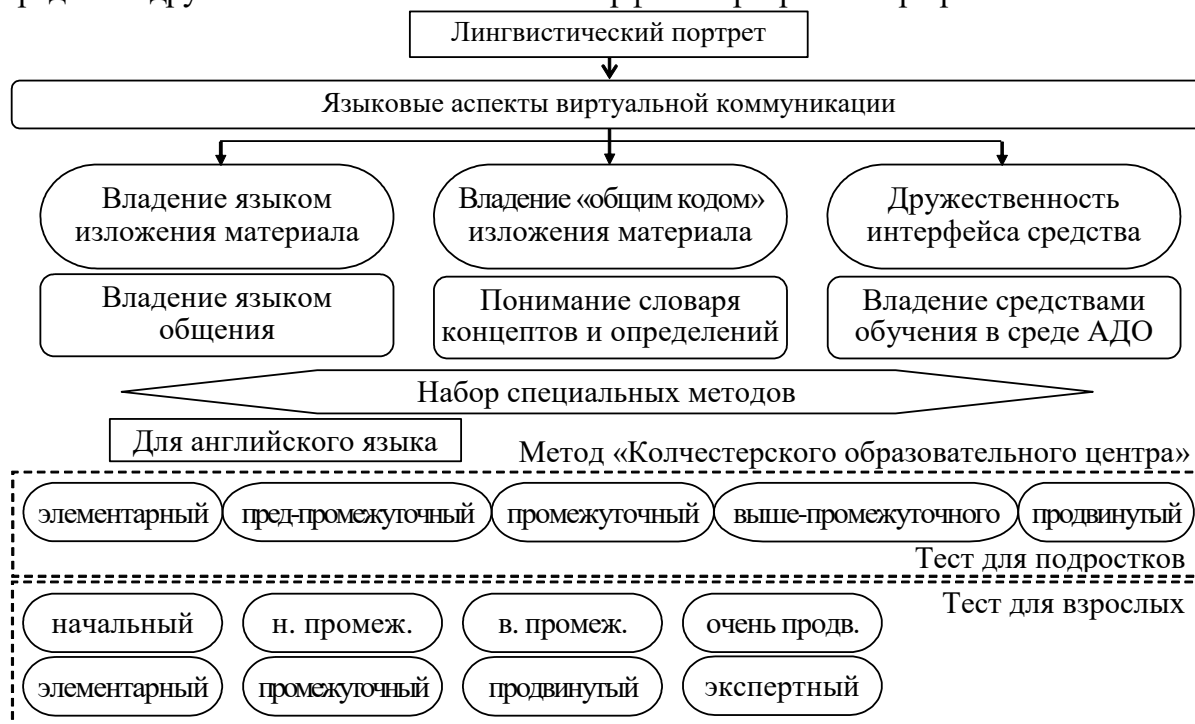 Лингвистический портрет
Языковые аспекты виртуальной коммуникации
Владение языком
изложения материала
Владение «общим кодом»
изложения материала
Дружественность
интерфейса средства
Владение языком
общения
Понимание словаря
концептов и определений
Владение средствами
обучения в среде АДО
Набор специальных методов
Для английского языка
Метод «Колчестерского образовательного центра»
элементарный
пред-промежуточный
промежуточный
выше-промежуточного
продвинутый
Тест для подростков
Тест для взрослых
начальный
н. промеж.
в. промеж.
очень продв.
элементарный
промежуточный
продвинутый
экспертный